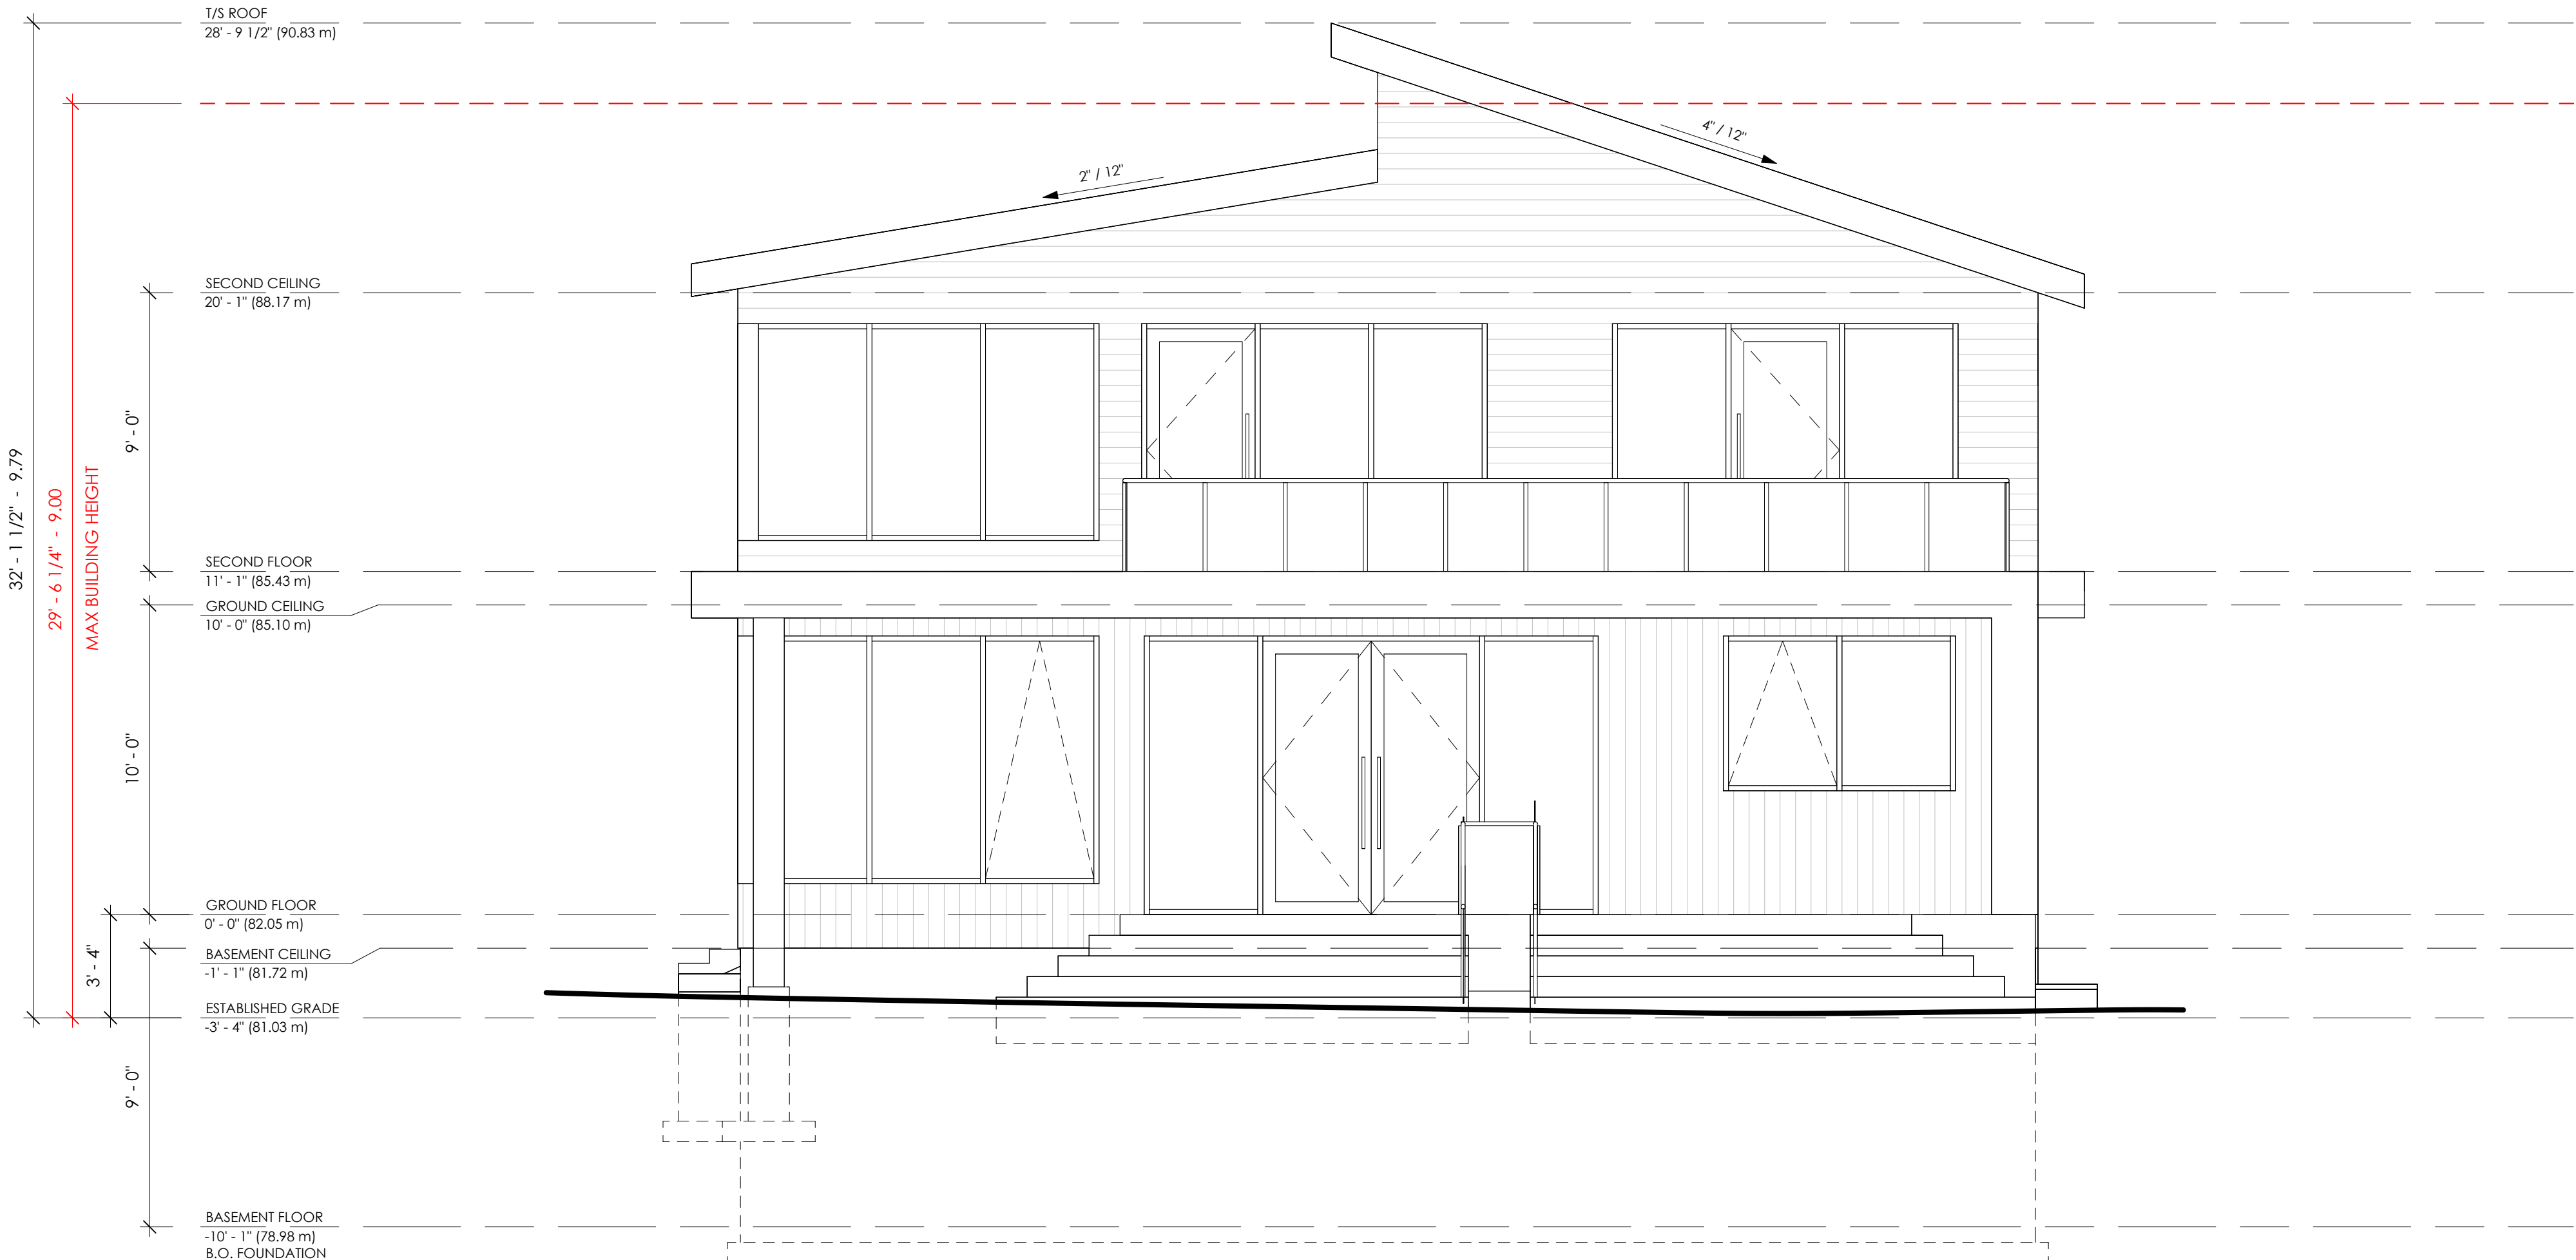 T/S ROOF
28' - 9 1/2" (90.83 m)
4" / 12"
2" / 12"
SECOND CEILING
20' - 1" (88.17 m)
9' - 0"
32' - 1 1/2" - 9.79
29' - 6 1/4" - 9.00
MAX BUILDING HEIGHT
SECOND FLOOR
11' - 1" (85.43 m)
GROUND CEILING
10' - 0" (85.10 m)
10' - 0"
GROUND FLOOR
0' - 0" (82.05 m)
BASEMENT CEILING
-1' - 1" (81.72 m)
3' - 4"
ESTABLISHED GRADE
-3' - 4" (81.03 m)
9' - 0"
BASEMENT FLOOR
-10' - 1" (78.98 m)
B.O. FOUNDATION